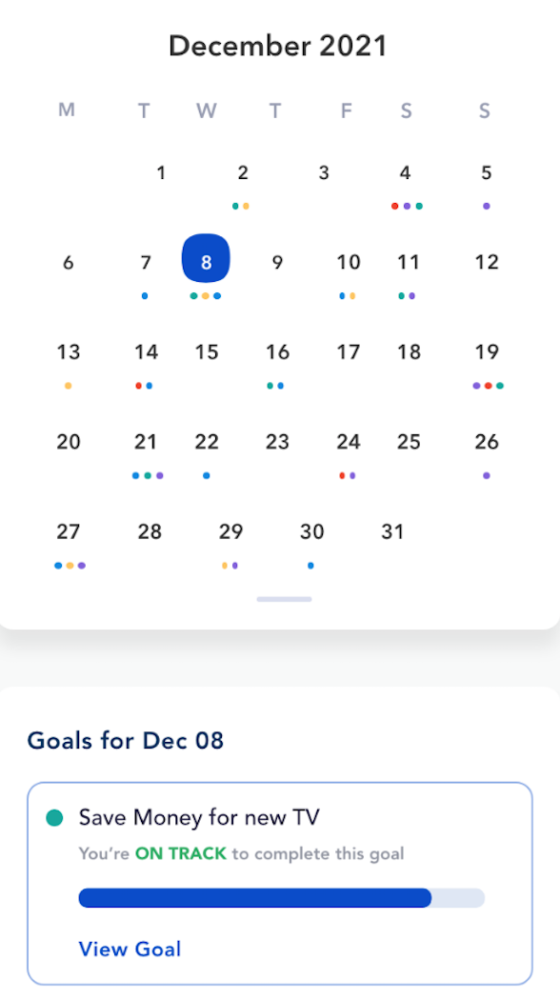 December 2021
M T W T F S S
1 2 3 4 5
6 7 8 9 10 11 12
13 14 15 16 17 18 19
20 21 22 23 24 25 26
27 28 29 30 31
Goals for Dec 08
Save Money for new TV
You're ON TRACK to complete this goal
View Goal